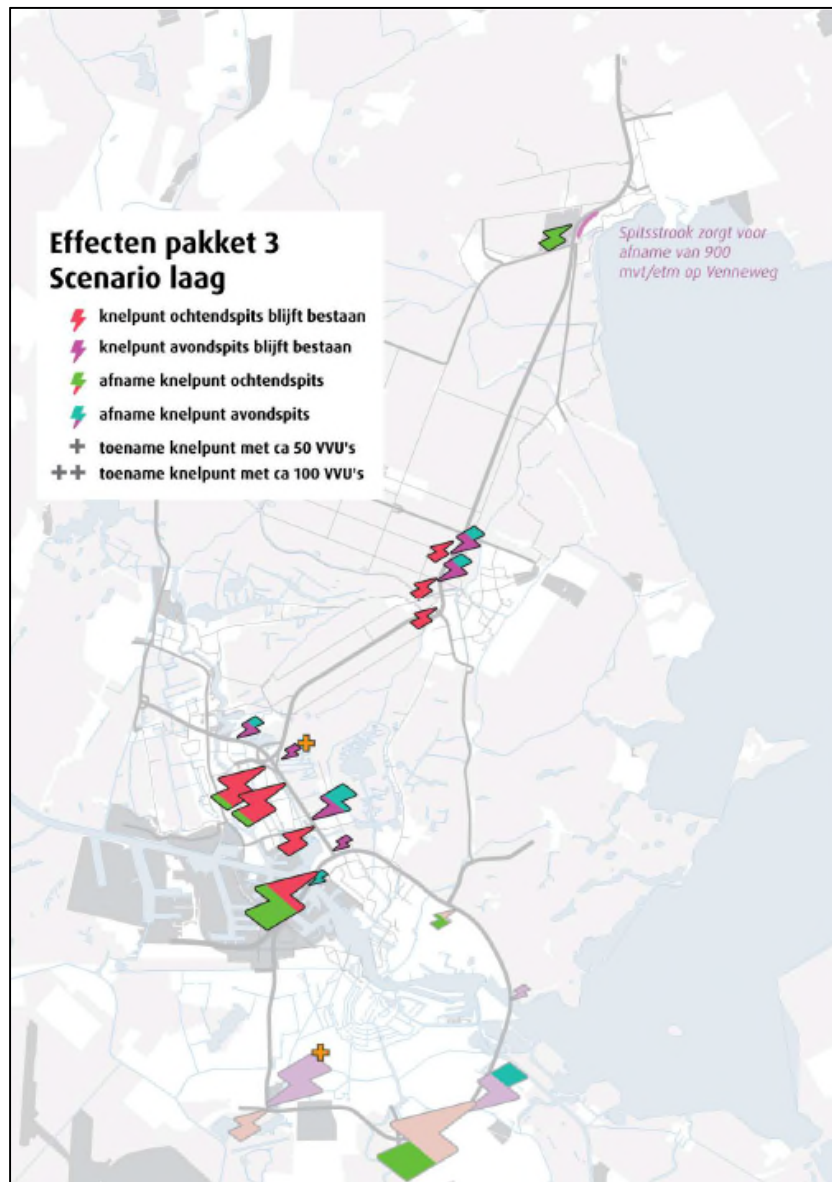 Effecten pakket 3
Scenario laag
knelpunt ochtendspits blijft bestaan
knelpunt avondspits blijft bestaan
afname knelpunt ochtendspits
afname knelpunt avondspits
toename knelpunt met ca 50 VVU's
toename knelpunt met ca 100 VVU's
Spitsstrook zorgt voor
afname van 900
mvt/etm op Venneweg